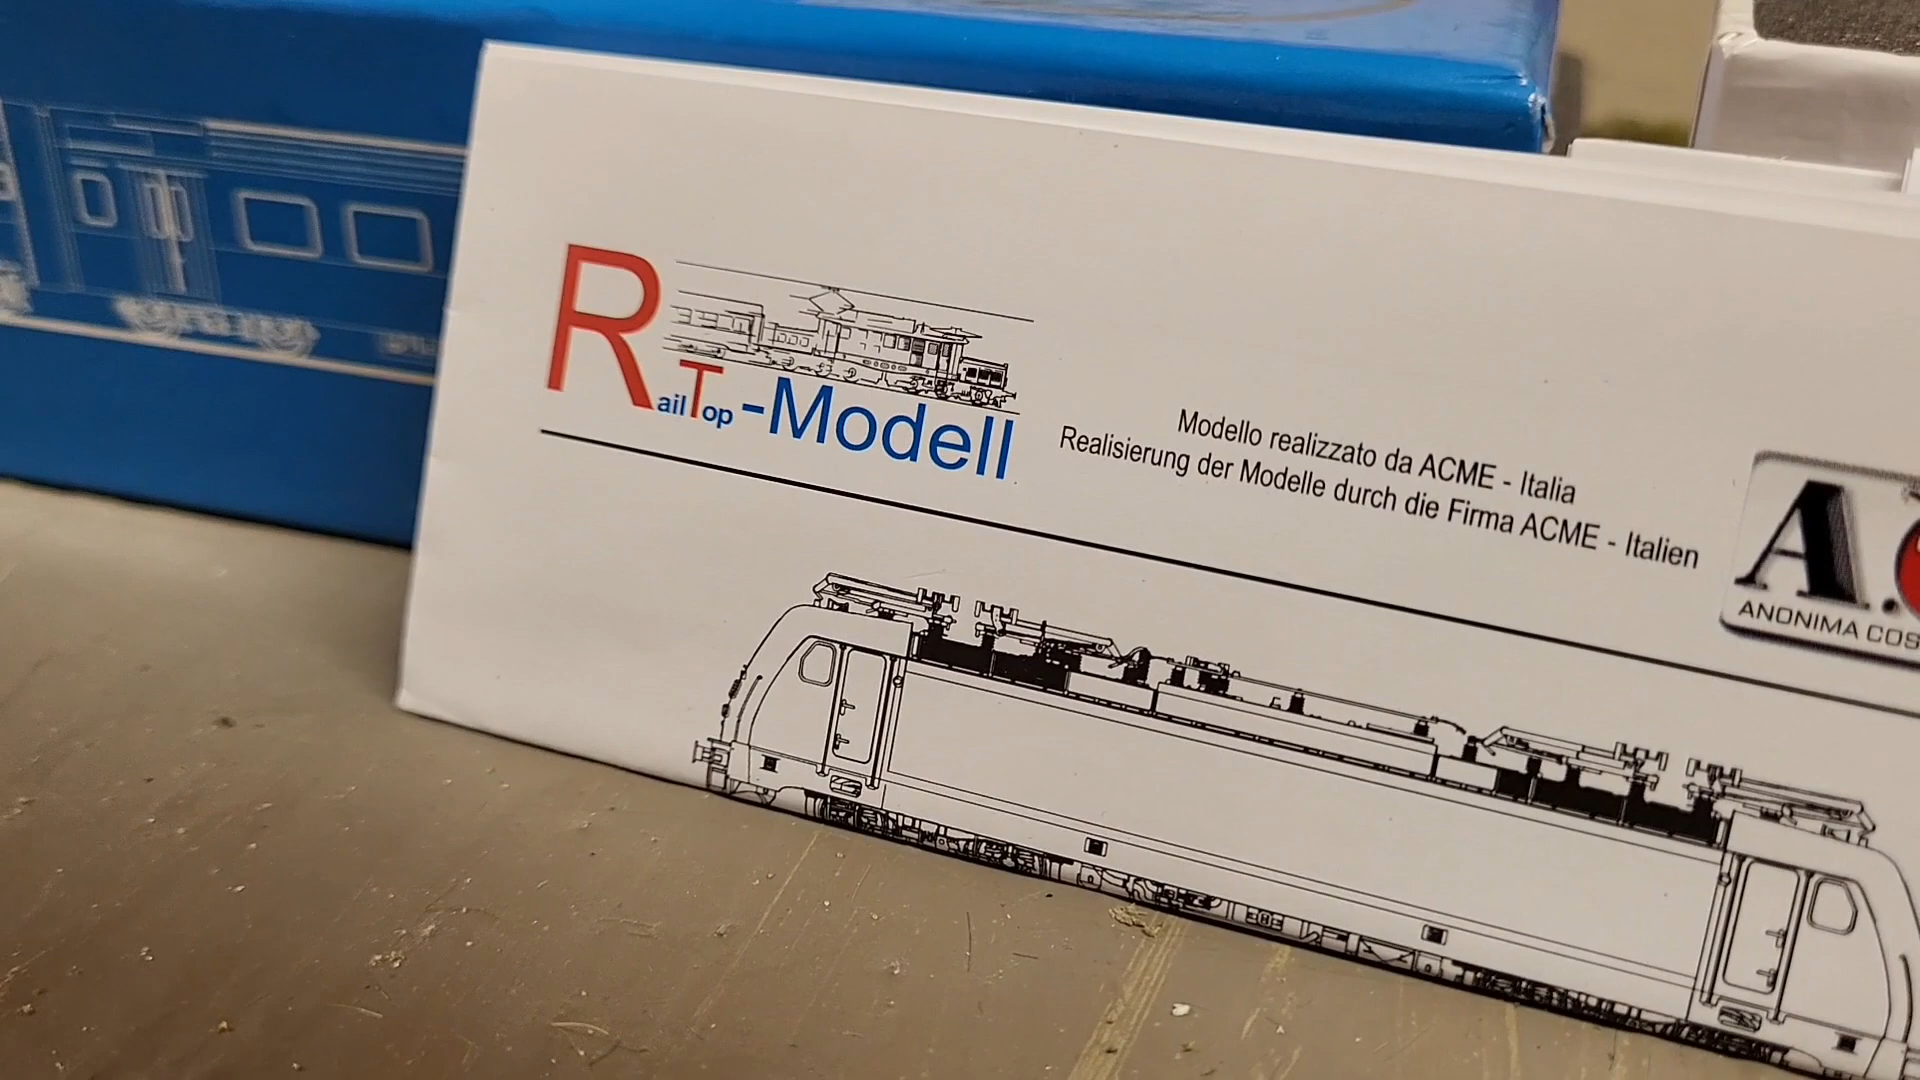 RailTop-Modell
Modello realizzato da ACME - Italia
Realisierung der Modelle durch die Firma ACME - Italien
A.
ANONIMA COS